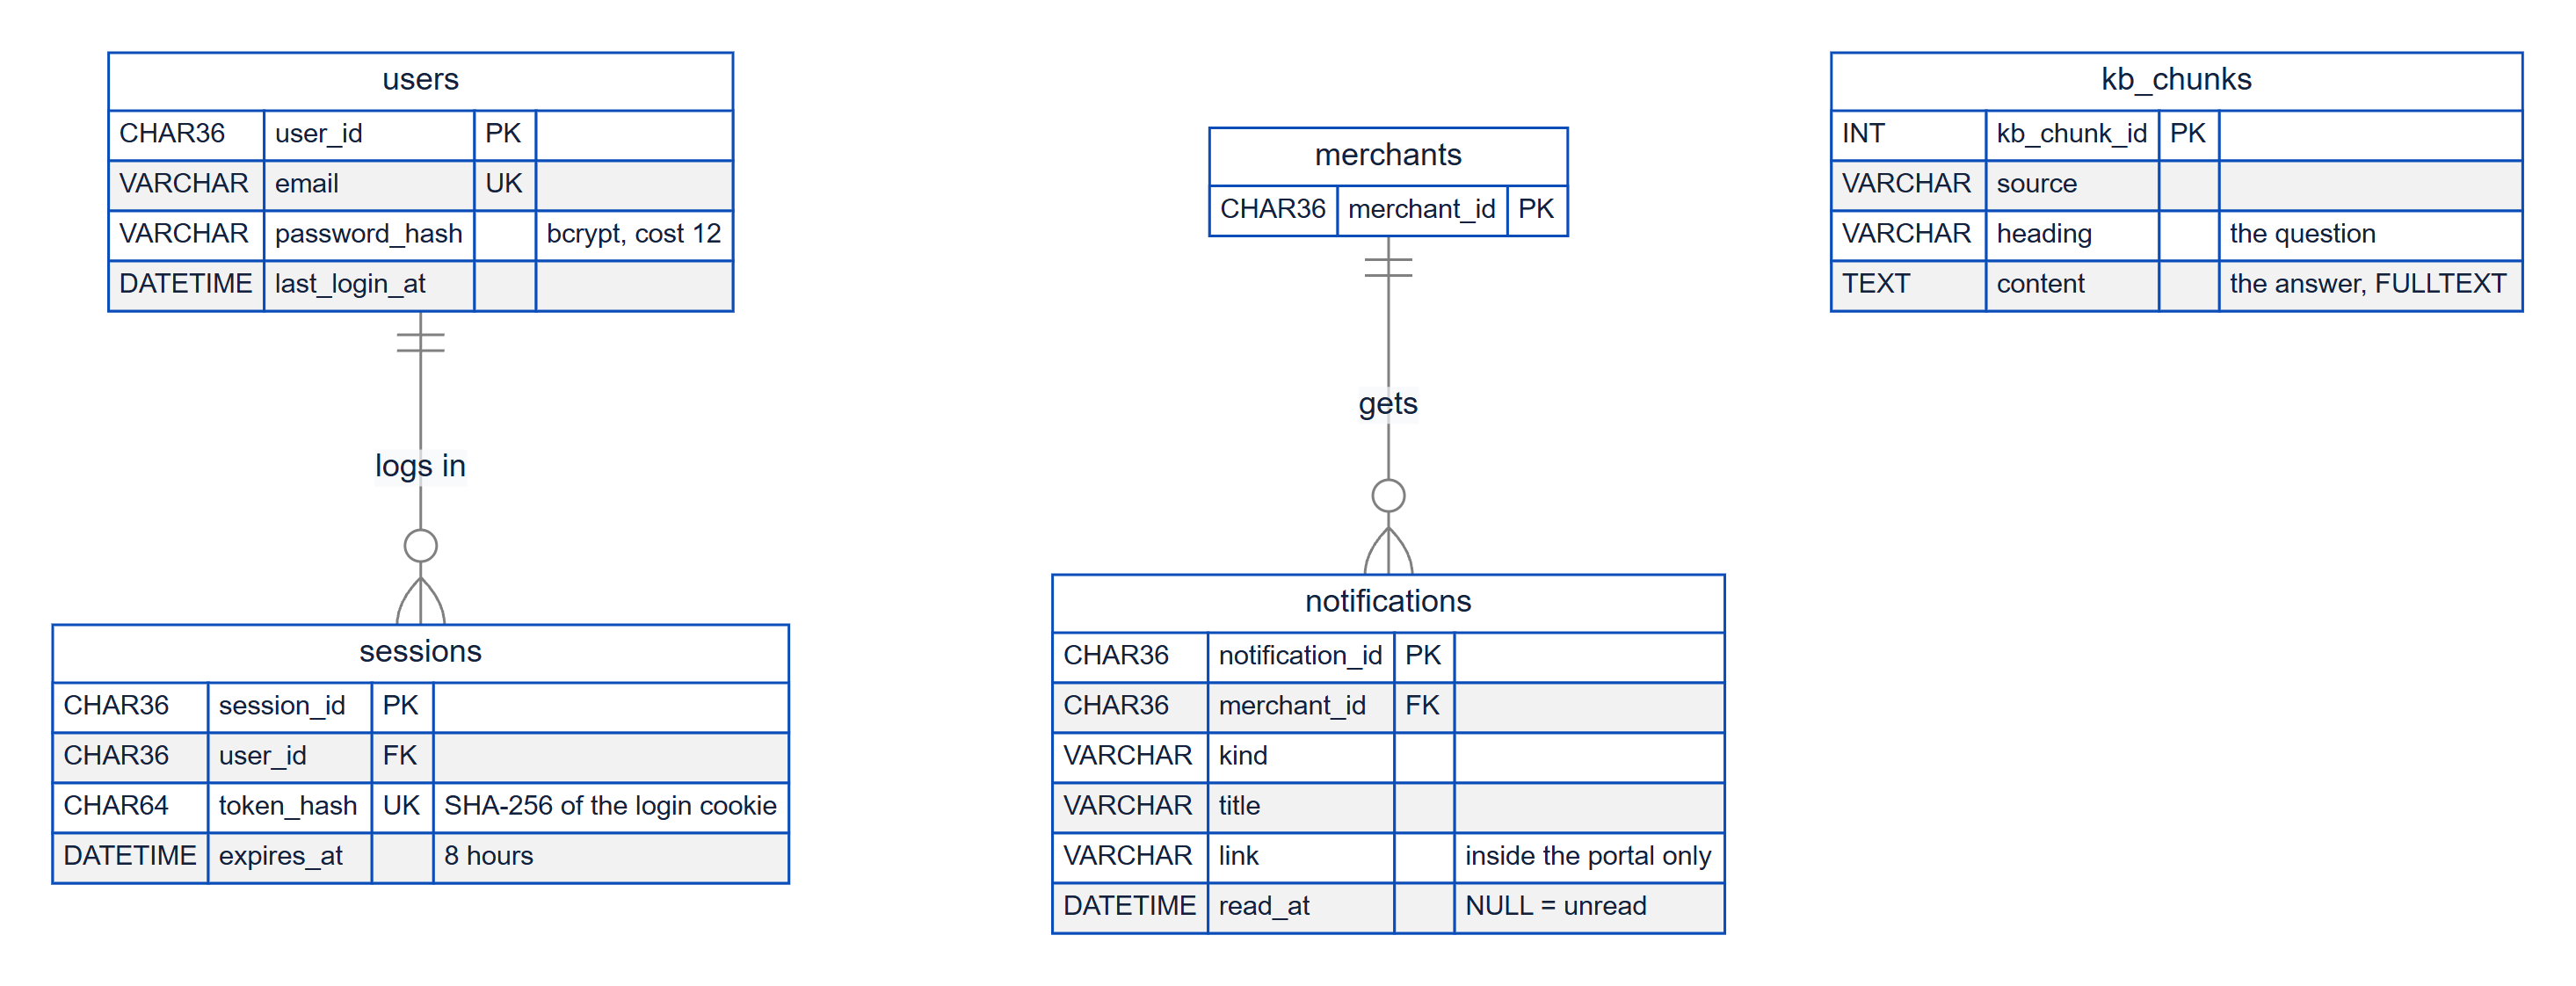 users
CHAR36 user_id PK
VARCHAR email UK
VARCHAR password_hash bcrypt, cost 12
DATETIME last_login_at
logs in
sessions
CHAR36 session_id PK
CHAR36 user_id FK
CHAR64 token_hash UK SHA-256 of the login cookie
DATETIME expires_at 8 hours
merchants
CHAR36 merchant_id PK
gets
notifications
CHAR36 notification_id PK
CHAR36 merchant_id FK
VARCHAR kind
VARCHAR title
VARCHAR link inside the portal only
DATETIME read_at NULL = unread
kb_chunks
INT kb_chunk_id PK
VARCHAR source
VARCHAR heading the question
TEXT content the answer, FULLTEXT